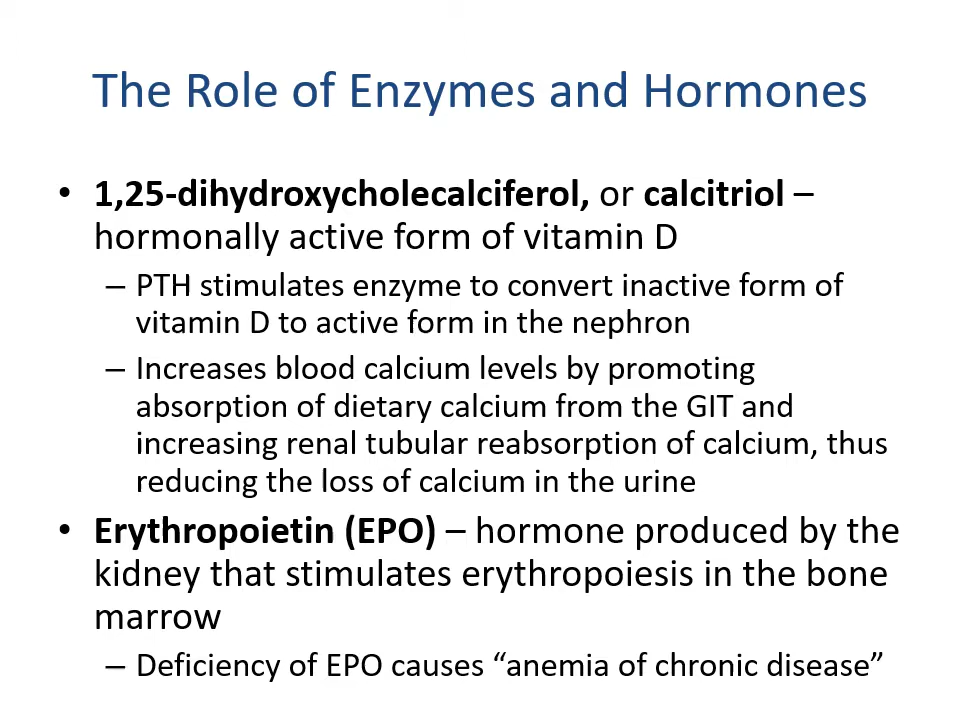 The Role of Enzymes and Hormones
• 1,25-dihydroxycholecalciferol, or calcitriol –
hormonally active form of vitamin D
– PTH stimulates enzyme to convert inactive form of
vitamin D to active form in the nephron
– Increases blood calcium levels by promoting
absorption of dietary calcium from the GIT and
increasing renal tubular reabsorption of calcium, thus
reducing the loss of calcium in the urine
• Erythropoietin (EPO) – hormone produced by the
kidney that stimulates erythropoiesis in the bone
marrow
– Deficiency of EPO causes “anemia of chronic disease”